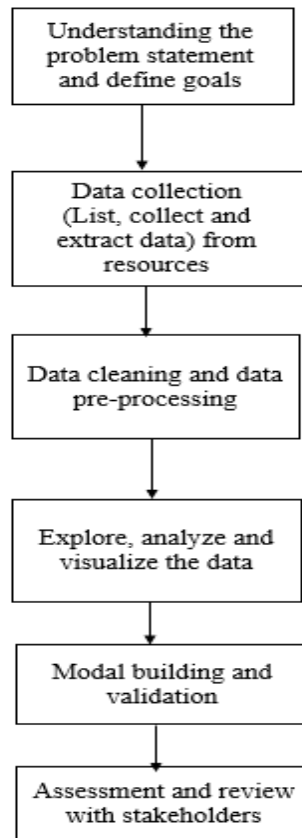 Understanding the
problem statement
and define goals
Data collection
(List, collect and
extract data) from
resources
Data cleaning and data
pre-processing
Explore, analyze and
visualize the data
Modal building and
validation
Assessment and review
with stakeholders